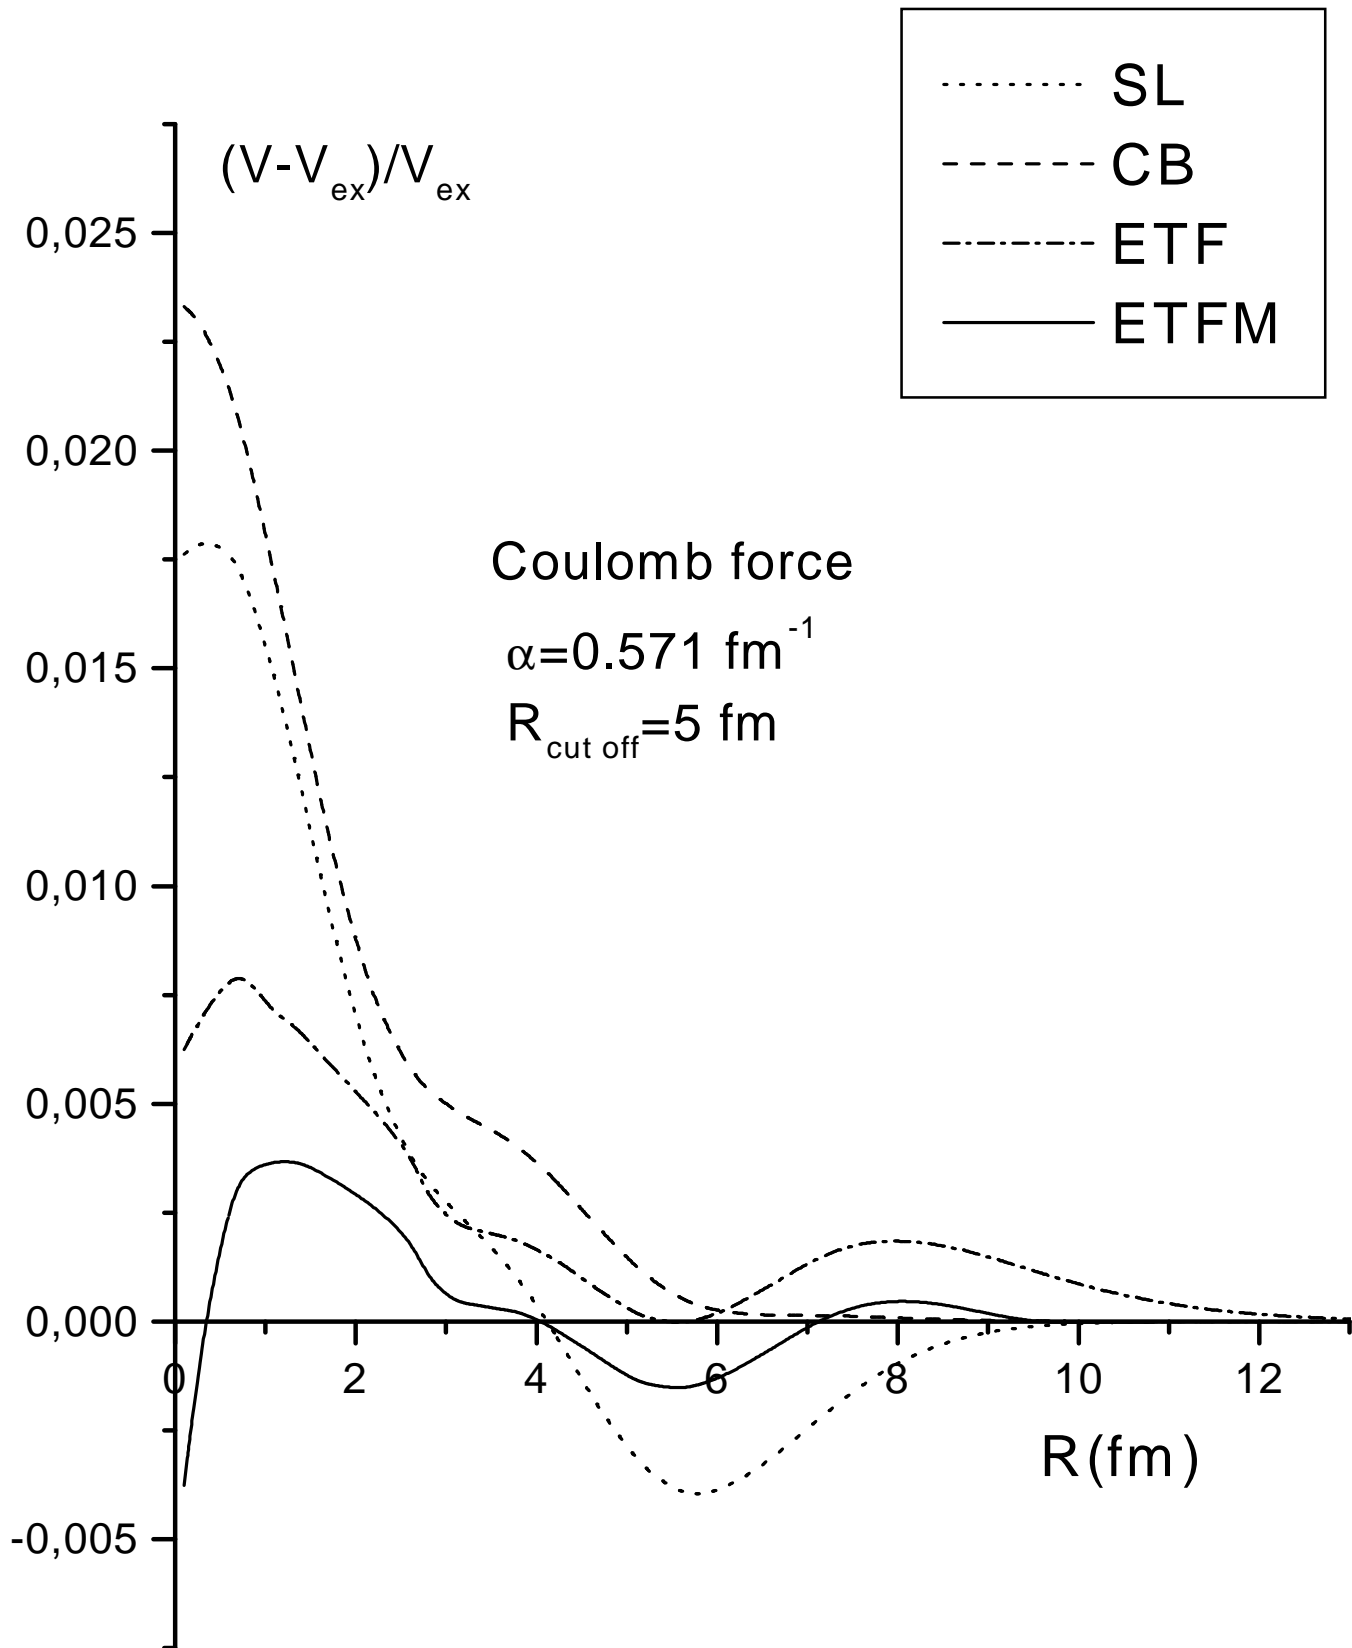 SL
CB
ETF
ETFM
(V-V_ex)/V_ex
0,025
0,020
0,015
0,010
0,005
0,000
-0,005
Coulomb force
α=0.571 fm⁻¹
R_cut off=5 fm
0 2 4 6 8 10 12
R(fm)